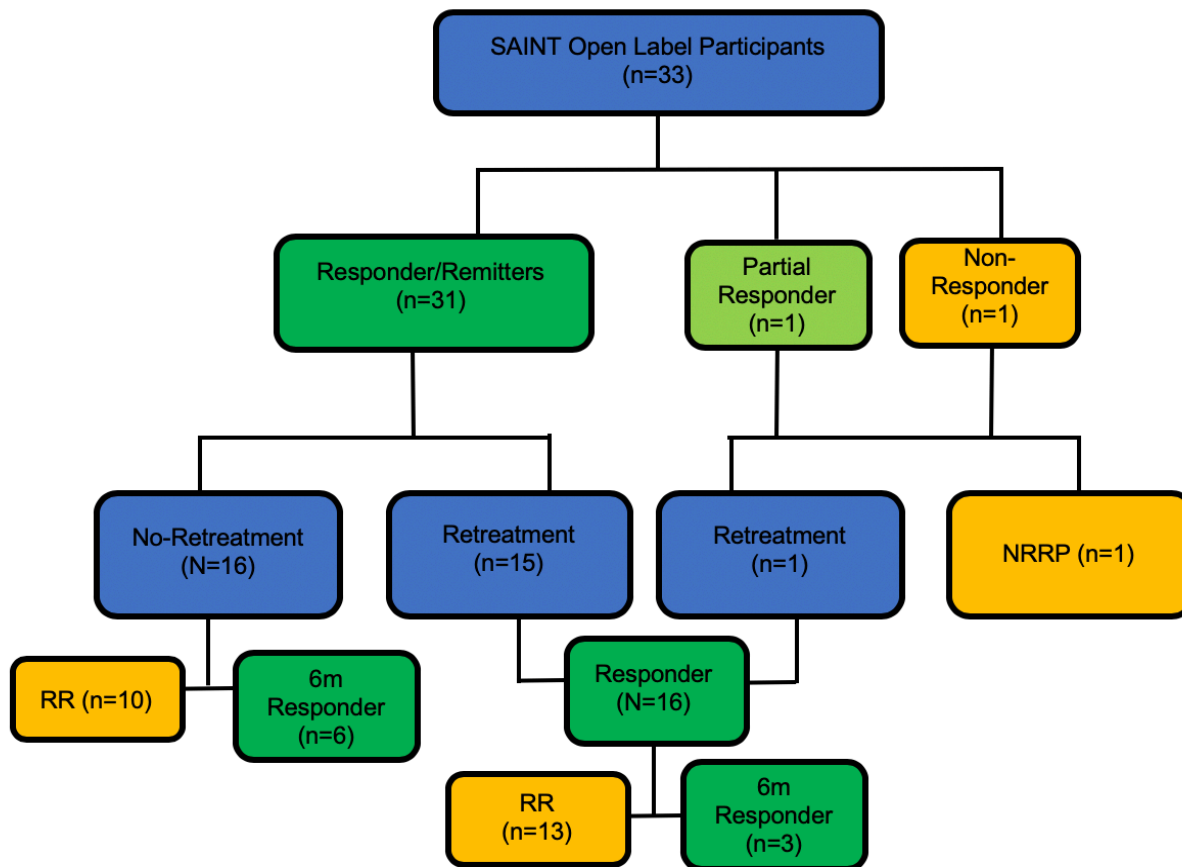 SAINT Open Label Participants
(n=33)
Responder/Remitters
(n=31)
Partial
Responder
(n=1)
Non-
Responder
(n=1)
No-Retreatment
(N=16)
Retreatment
(n=15)
Retreatment
(n=1)
NRRP (n=1)
RR (n=10)
6m
Responder
(n=6)
Responder
(N=16)
RR
(n=13)
6m
Responder
(n=3)